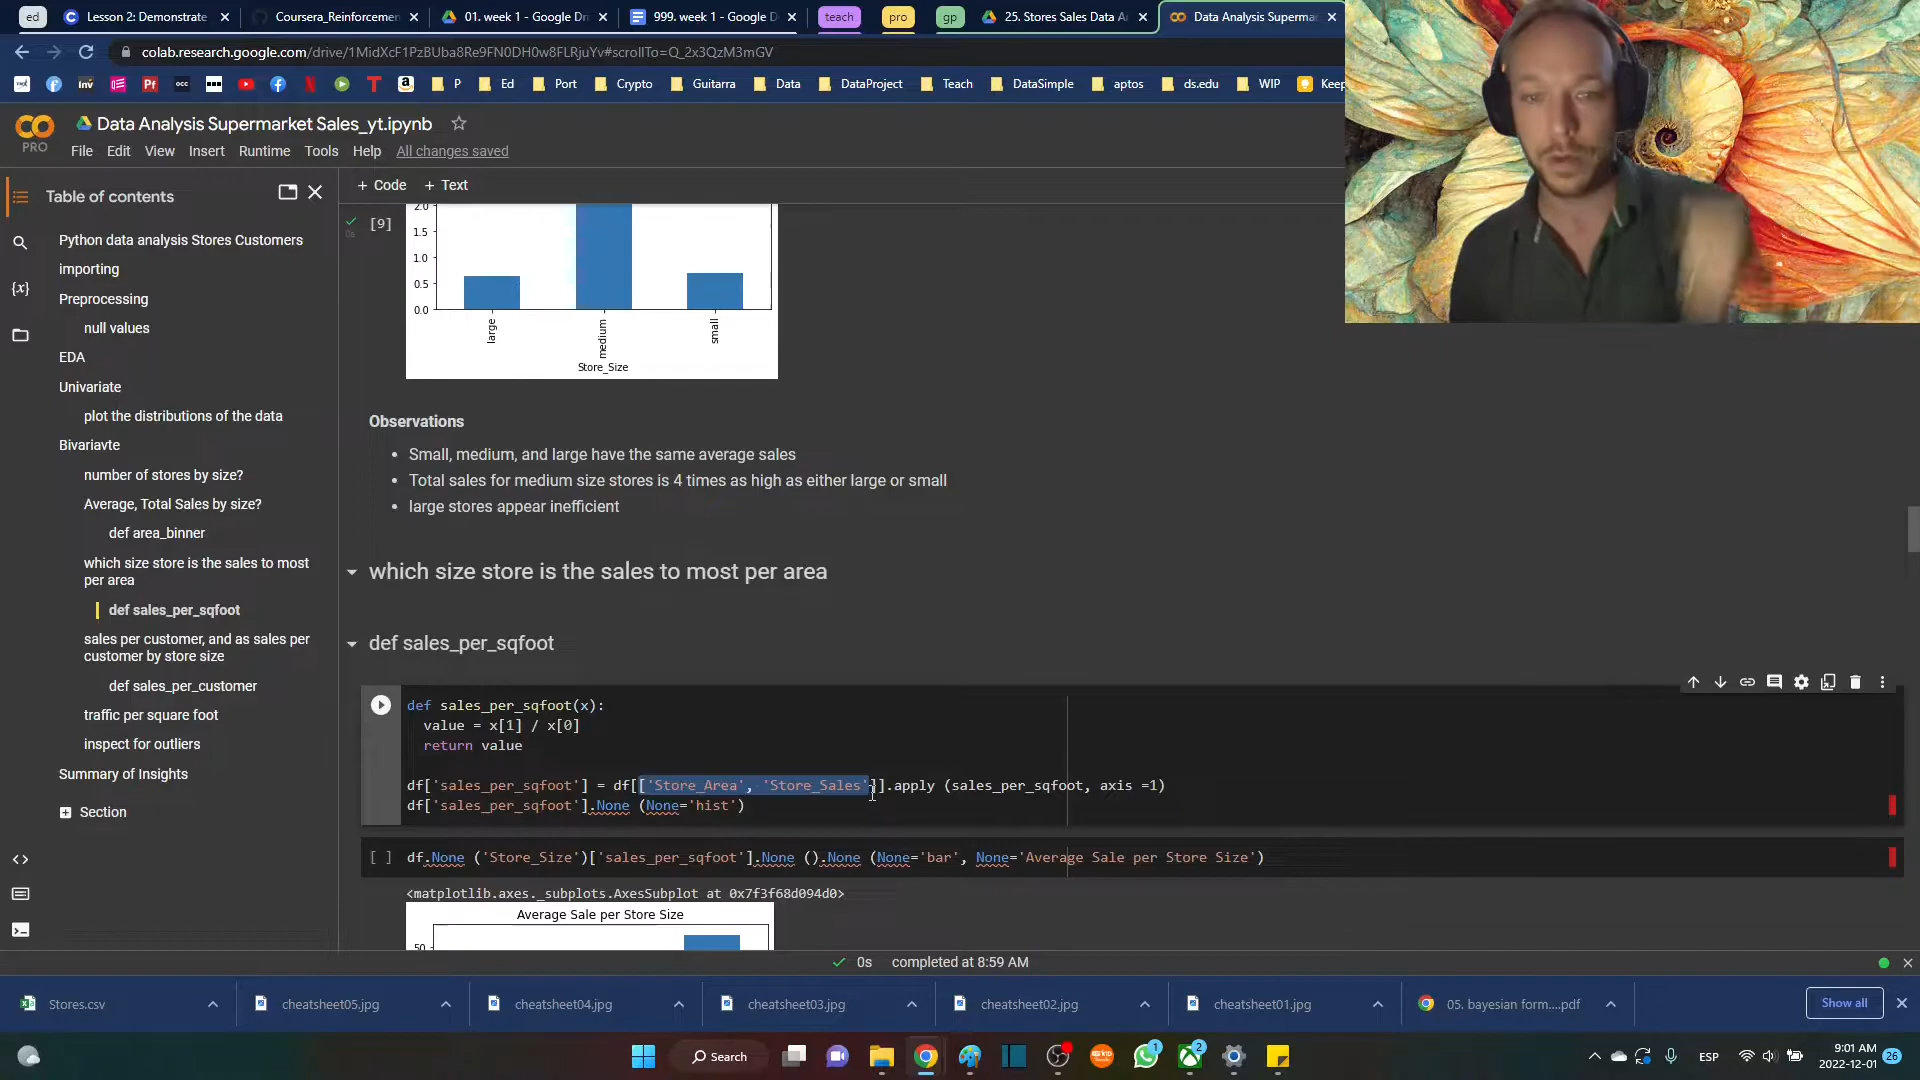 ed
Lesson 2: Demonstrate
Coursera_Reinforcemen
01. week 1 - Google Dri
999. week 1 - Google D
teach
pro
gp
25. Stores Sales Data A
Data Analysis Superma
colab.research.google.com/drive/1MidXcF1PzBUba8Re9FN0DH0w8FLRjuYv#scrollTo=Q_2x3QzM3mGV
inv
Pf
occ
P
Ed
Port
Crypto
Guitarra
Data
DataProject
Teach
DataSimple
aptos
ds.edu
WIP
Keep
PRO
Data Analysis Supermarket Sales_yt.ipynb
File Edit View Insert Runtime Tools Help All changes saved
Table of contents
Python data analysis Stores Customers
importing
Preprocessing
null values
EDA
Univariate
plot the distributions of the data
Bivariavte
number of stores by size?
Average, Total Sales by size?
def area_binner
which size store is the sales to most
per area
def sales_per_sqfoot
sales per customer, and as sales per
customer by store size
def sales_per_customer
traffic per square foot
inspect for outliers
Summary of Insights
Section
+ Code + Text
[9]
0s
2.0
1.5
1.0
0.5
0.0
large
medium
small
Store_Size
Observations
• Small, medium, and large have the same average sales
• Total sales for medium size stores is 4 times as high as either large or small
• large stores appear inefficient
which size store is the sales to most per area
def sales_per_sqfoot
def sales_per_sqfoot(x):
value = x[1] / x[0]
return value
df['sales_per_sqfoot'] = df[['Store_Area', 'Store_Sales']].apply (sales_per_sqfoot, axis =1)
df['sales_per_sqfoot'].None (None='hist')
[ ] df.None ('Store_Size')['sales_per_sqfoot'].None ().None (None='bar', None='Average Sale per Store Size')
<matplotlib.axes._subplots.AxesSubplot at 0x7f3f68d094d0>
Average Sale per Store Size
50
0s completed at 8:59 AM
Stores.csv
cheatsheet05.jpg
cheatsheet04.jpg
cheatsheet03.jpg
cheatsheet02.jpg
cheatsheet01.jpg
05. bayesian form....pdf
Show all
Search
1
2
ESP
9:01 AM
2022-12-01
26